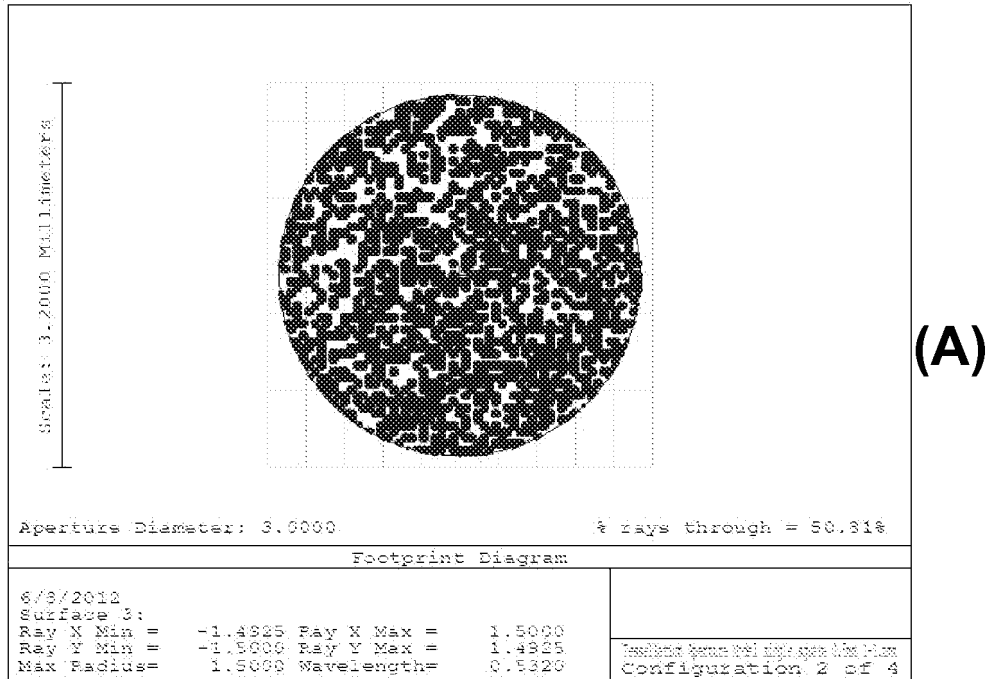 Scale: 3.2000 Millimeters
(A)
Aperture Diameter: 3.0000
% rays through = 50.81%
Footprint Diagram
6/8/2012
Surface 3:
Ray X Min = -1.4925 Ray X Max = 1.5000
Ray Y Min = -1.5000 Ray Y Max = 1.4925
Max Radius= 1.5000 Wavelength= 0.5320
Configuration 2 of 4